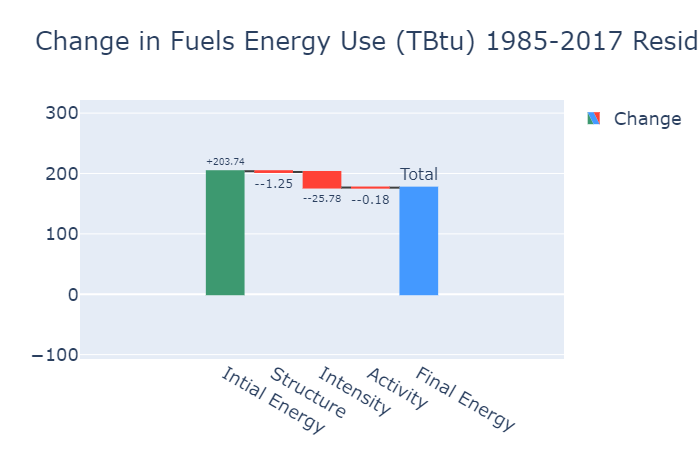 Change in Fuels Energy Use (TBtu) 1985-2017 Resid
Change
300
200
100
0
−100
+203.74
--1.25
--25.78
--0.18
Total
Intial Energy
Structure
Intensity
Activity
Final Energy